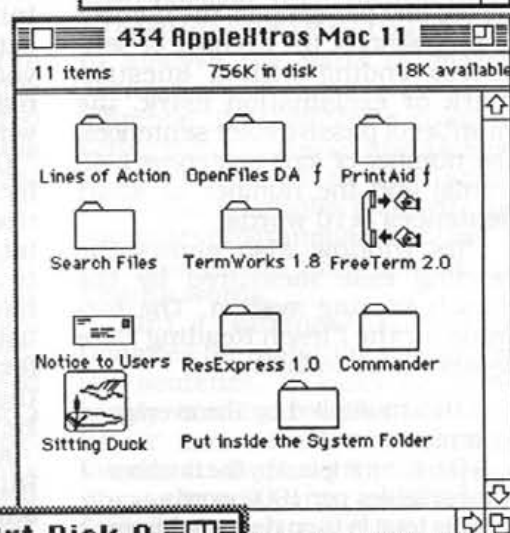 434 AppleXtras Mac 11
11 items 756K in disk 18K available
Lines of Action OpenFiles DA ƒ PrintAid ƒ
Search Files TermWorks 1.8 FreeTerm 2.0
Notice to Users ResExpress 1.0 Commander
Sitting Duck Put inside the System Folder